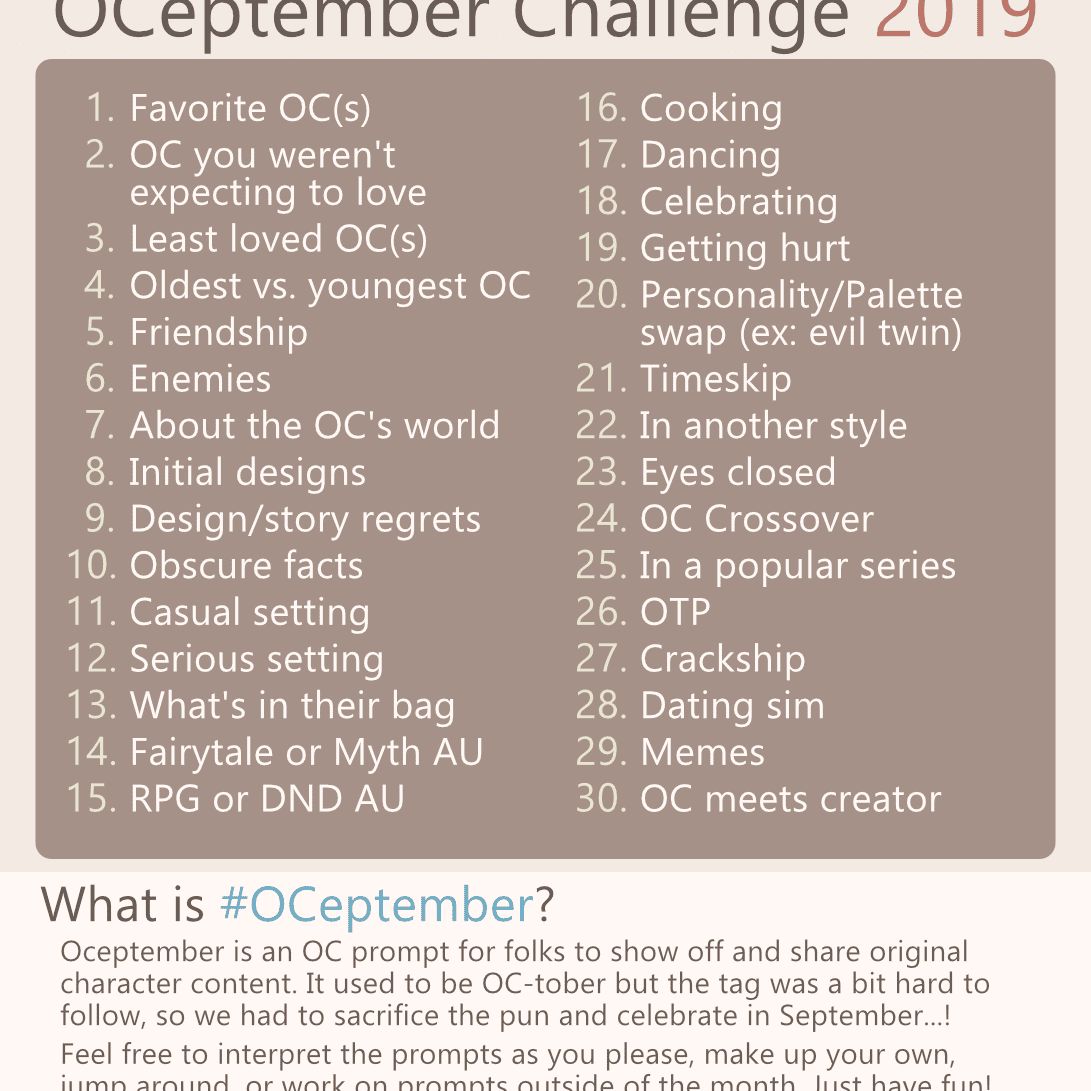 OCeptember Challenge 2019
1. Favorite OC(s)
2. OC you weren't
expecting to love
3. Least loved OC(s)
4. Oldest vs. youngest OC
5. Friendship
6. Enemies
7. About the OC's world
8. Initial designs
9. Design/story regrets
10. Obscure facts
11. Casual setting
12. Serious setting
13. What's in their bag
14. Fairytale or Myth AU
15. RPG or DND AU
16. Cooking
17. Dancing
18. Celebrating
19. Getting hurt
20. Personality/Palette
swap (ex: evil twin)
21. Timeskip
22. In another style
23. Eyes closed
24. OC Crossover
25. In a popular series
26. OTP
27. Crackship
28. Dating sim
29. Memes
30. OC meets creator
What is #OCeptember?
Oceptember is an OC prompt for folks to show off and share original
character content. It used to be OC-tober but the tag was a bit hard to
follow, so we had to sacrifice the pun and celebrate in September...!
Feel free to interpret the prompts as you please, make up your own,
jump around, or work on prompts outside of the month. Just have fun!